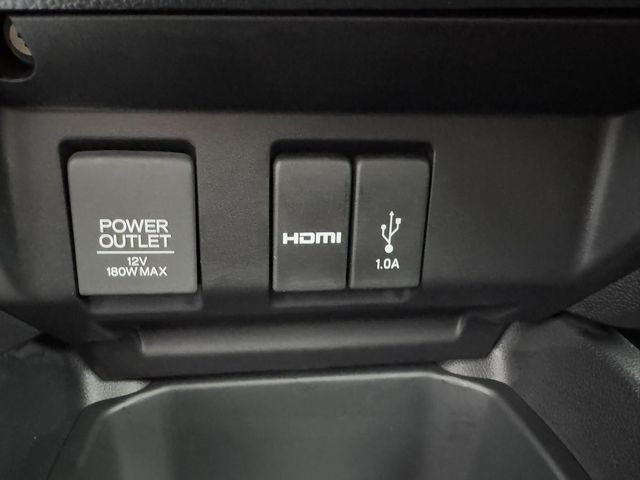 POWER
OUTLET
12V
180W MAX
HDMI
1.0A